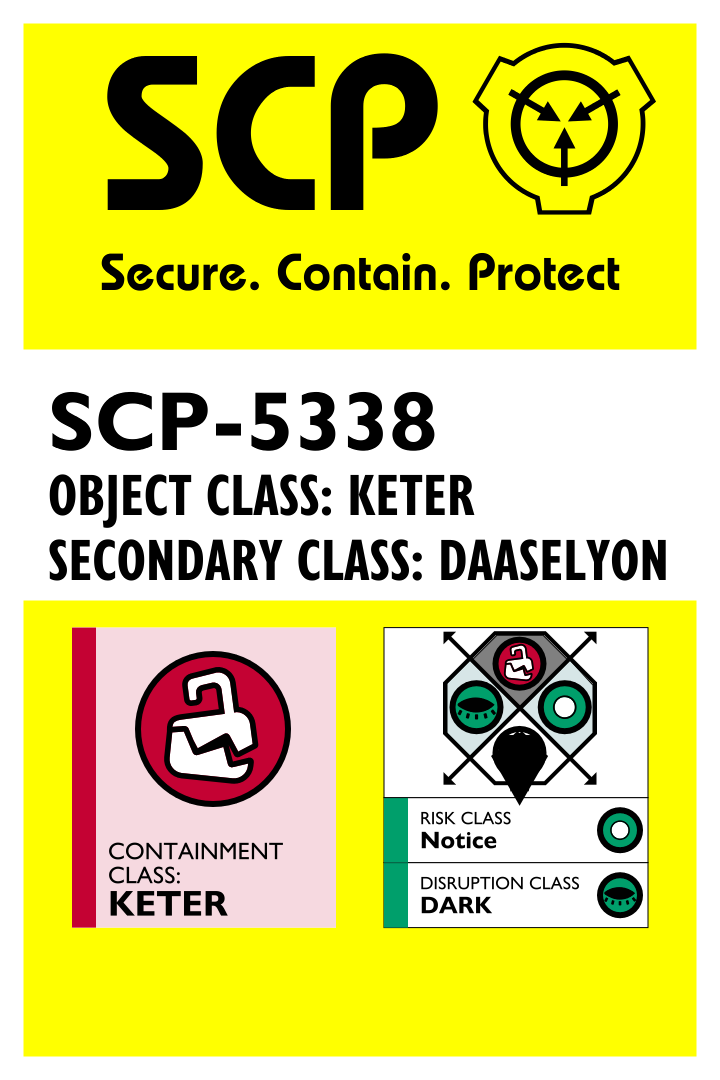 SCP
Secure. Contain. Protect
SCP-5338
OBJECT CLASS: KETER
SECONDARY CLASS: DAASELYON
CONTAINMENT
CLASS:
KETER
RISK CLASS
Notice
DISRUPTION CLASS
DARK